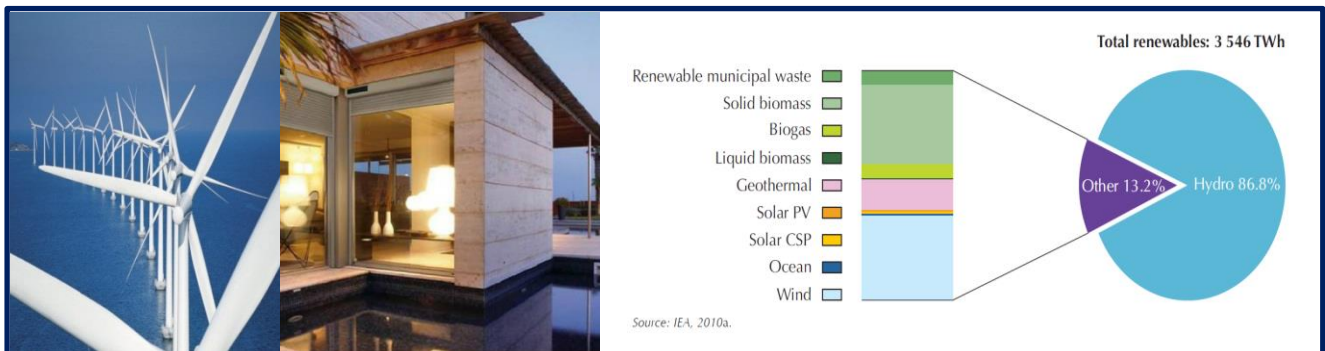 Total renewables: 3 546 TWh
Renewable municipal waste
Solid biomass
Biogas
Liquid biomass
Geothermal
Solar PV
Solar CSP
Ocean
Wind
Other 13.2%
Hydro 86.8%
Source: IEA, 2010a.